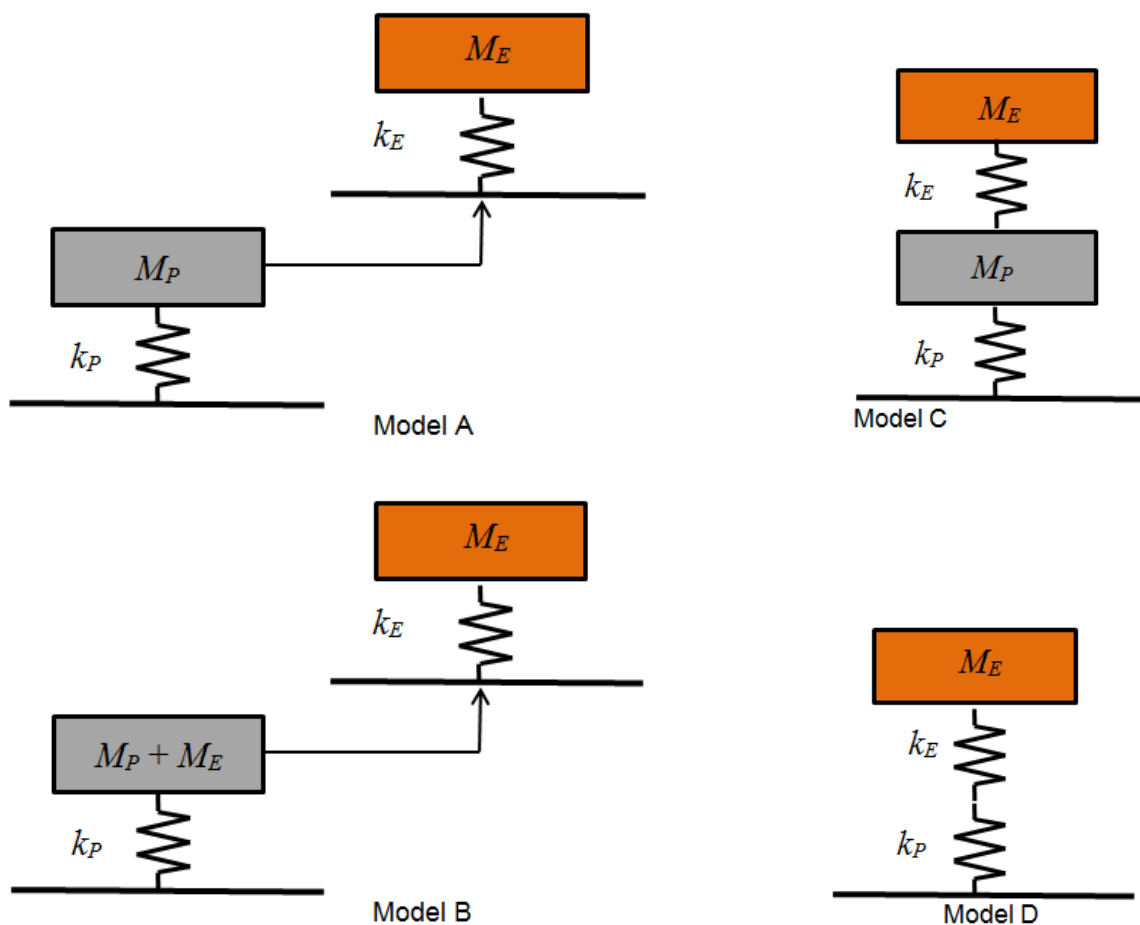 M_E
k_E
M_P
k_P
Model A
M_E
k_E
M_P
k_P
Model C
M_E
k_E
M_P + M_E
k_P
Model B
M_E
k_E
k_P
Model D